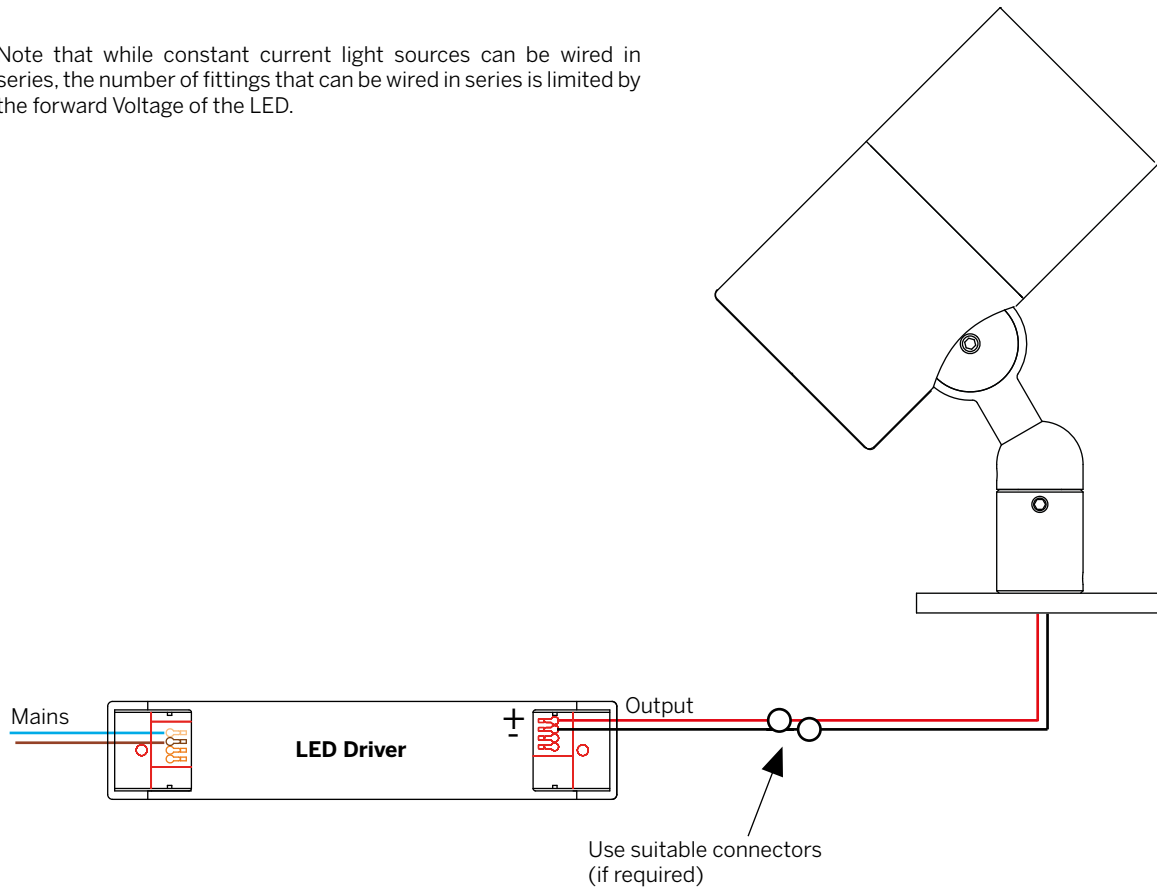 Note that while constant current light sources can be wired in
series, the number of fittings that can be wired in series is limited by
the forward Voltage of the LED.
Mains
+
-
Output
LED Driver
Use suitable connectors
(if required)